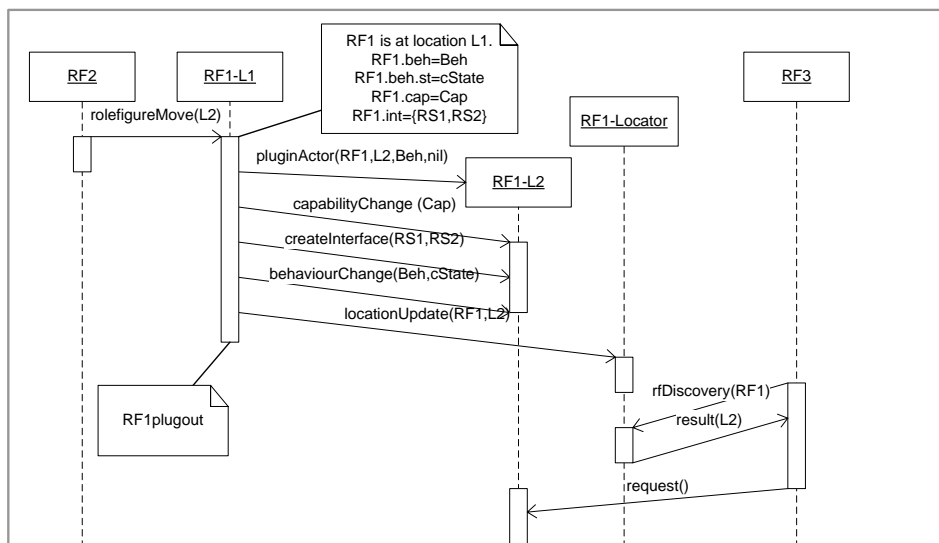 RF1 is at location L1.
RF1.beh=Beh
RF1.beh.st=cState
RF1.cap=Cap
RF1.int={RS1,RS2}
RF2
RF1-L1
RF3
rolefigureMove(L2)
RF1-Locator
pluginActor(RF1,L2,Beh,nil)
RF1-L2
capabilityChange (Cap)
createInterface(RS1,RS2)
behaviourChange(Beh,cState)
locationUpdate(RF1,L2)
rfDiscovery(RF1)
RF1plugout
result(L2)
request()